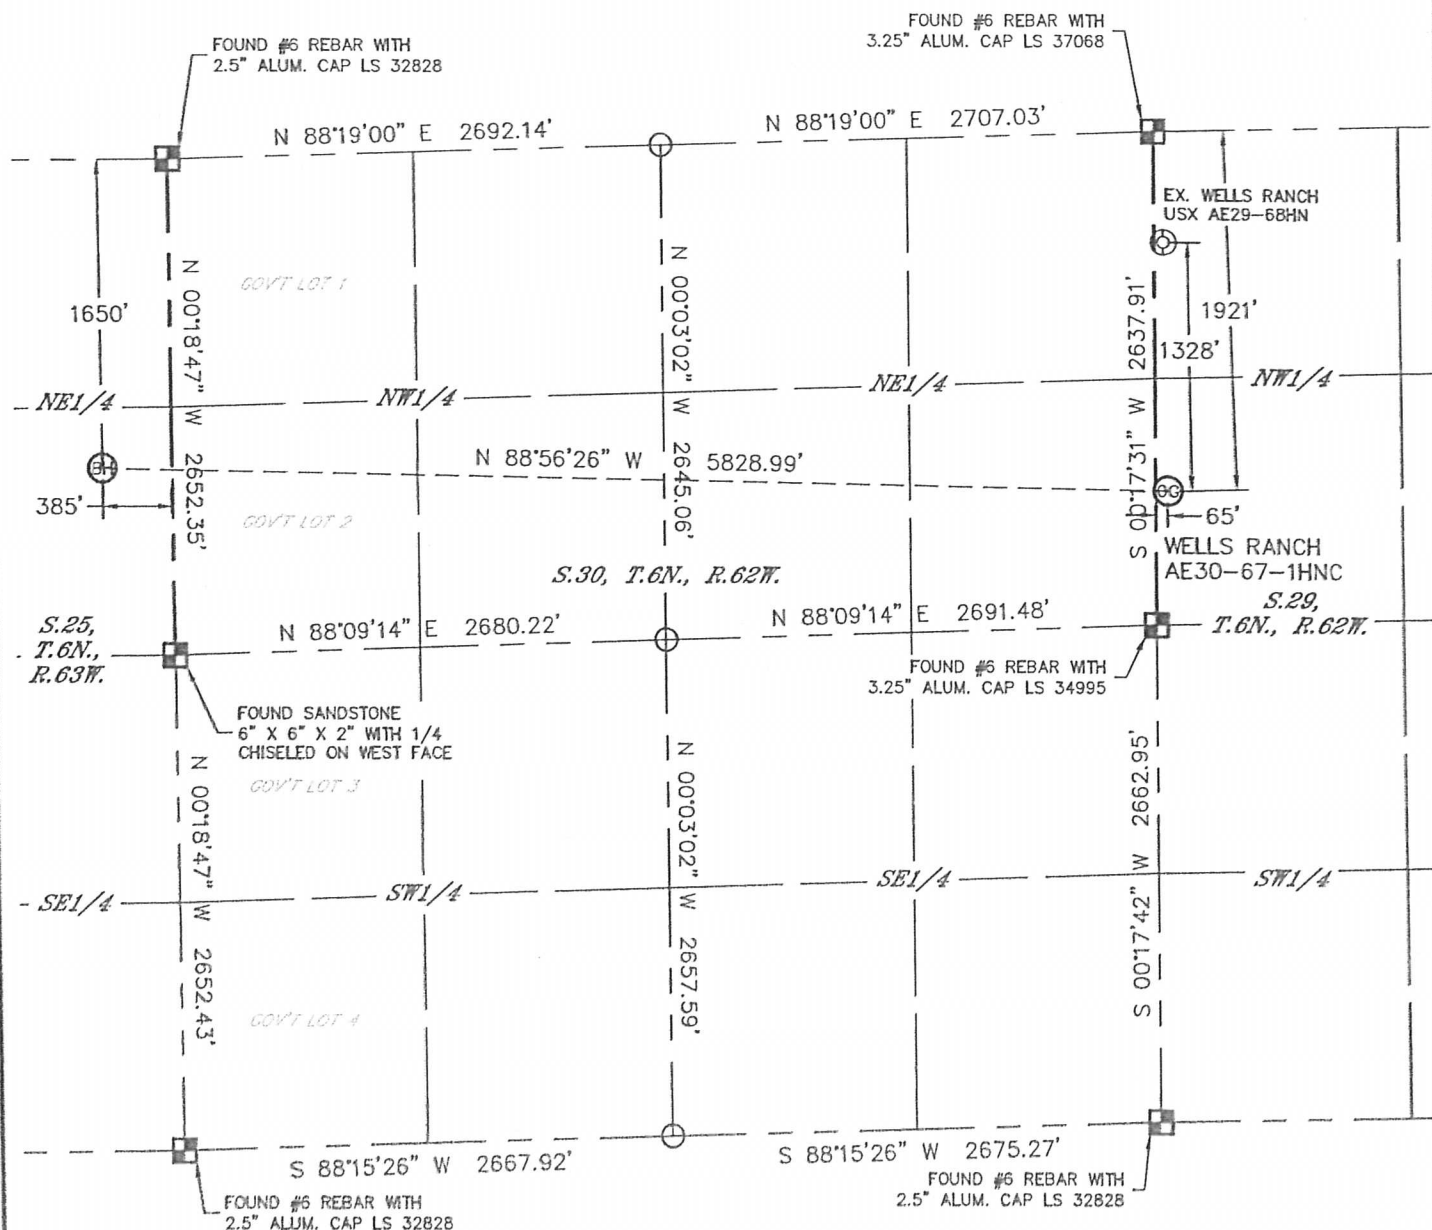 FOUND #6 REBAR WITH
3.25" ALUM. CAP LS 37068
FOUND #6 REBAR WITH
2.5" ALUM. CAP LS 32828
N 88°19'00" E 2692.14'
N 88°19'00" E 2707.03'
EX. WELLS RANCH
USX AE29-68HN
GOV'T LOT 1
1650'
N 00°18'47" W 2652.35'
N 00°03'02" W 2645.06'
S 00°17'31" W 2637.91'
1921'
1328'
NE1/4
NW1/4
NE1/4
NW1/4
BH
N 88°56'26" W 5828.99'
385'
GOV'T LOT 2
65'
WELLS RANCH
AE30-67-1HNC
S.30, T.6N., R.62W.
S.29,
T.6N., R.62W.
S.25,
T.6N.,
R.63W.
N 88°09'14" E 2680.22'
N 88°09'14" E 2691.48'
FOUND #6 REBAR WITH
3.25" ALUM. CAP LS 34995
FOUND SANDSTONE
6" X 6" X 2" WITH 1/4
CHISELED ON WEST FACE
GOV'T LOT 3
N 00°18'47" W 2652.43'
N 00°03'02" W 2657.59'
S 00°17'42" W 2662.95'
SE1/4
SW1/4
SE1/4
SW1/4
GOV'T LOT 4
S 88°15'26" W 2667.92'
S 88°15'26" W 2675.27'
FOUND #6 REBAR WITH
2.5" ALUM. CAP LS 32828
FOUND #6 REBAR WITH
2.5" ALUM. CAP LS 32828